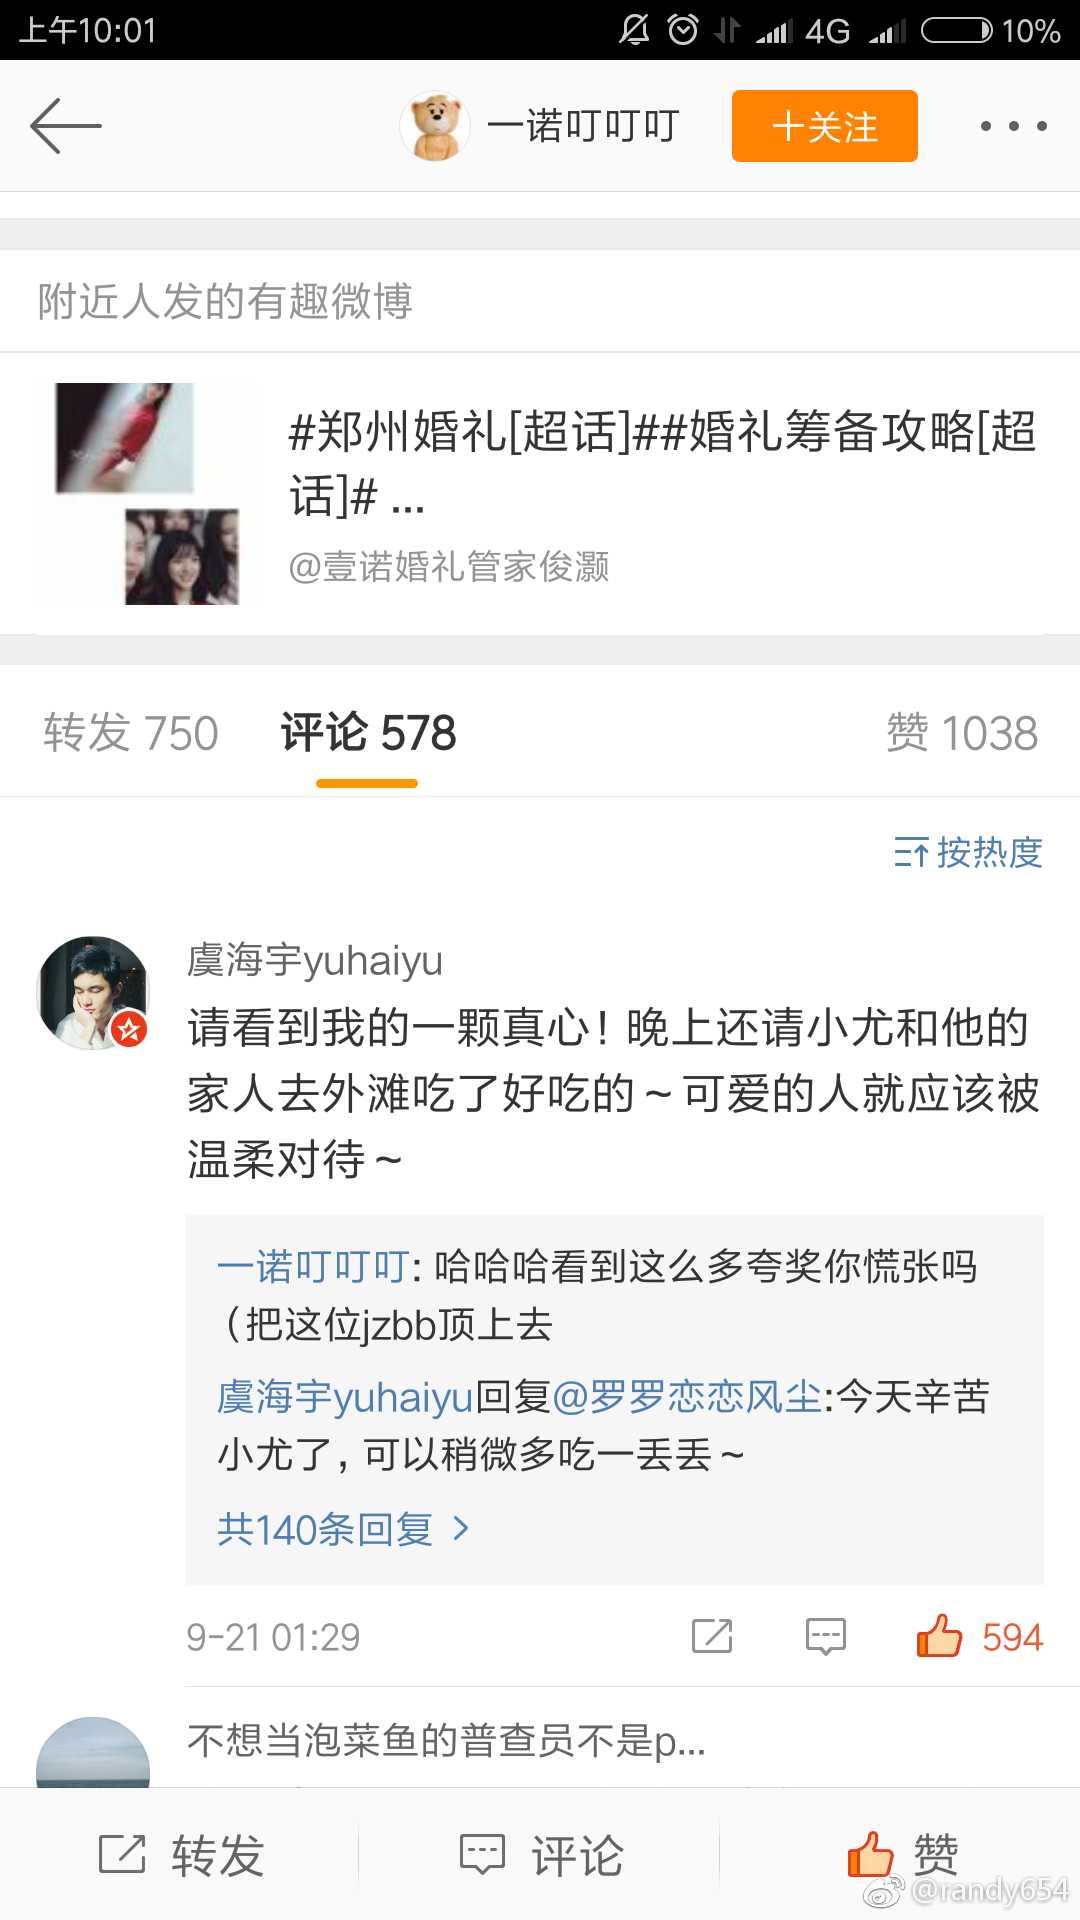 上午10:01 4G 10%
一诺叮叮叮 十关注
附近人发的有趣微博
#郑州婚礼[超话]##婚礼筹备攻略[超
话]# ...
@壹诺婚礼管家俊灏
转发 750 评论 578 赞 1038
按热度
虞海宇yuhaiyu
请看到我的一颗真心！晚上还请小尤和他的
家人去外滩吃了好吃的～可爱的人就应该被
温柔对待～
一诺叮叮叮: 哈哈哈看到这么多夸奖你慌张吗
（把这位jzbb顶上去
虞海宇yuhaiyu回复@罗罗恋恋风尘:今天辛苦
小尤了，可以稍微多吃一丢丢～
共140条回复 >
9-21 01:29 594
不想当泡菜鱼的普查员不是p...
转发 评论 赞
@randy654